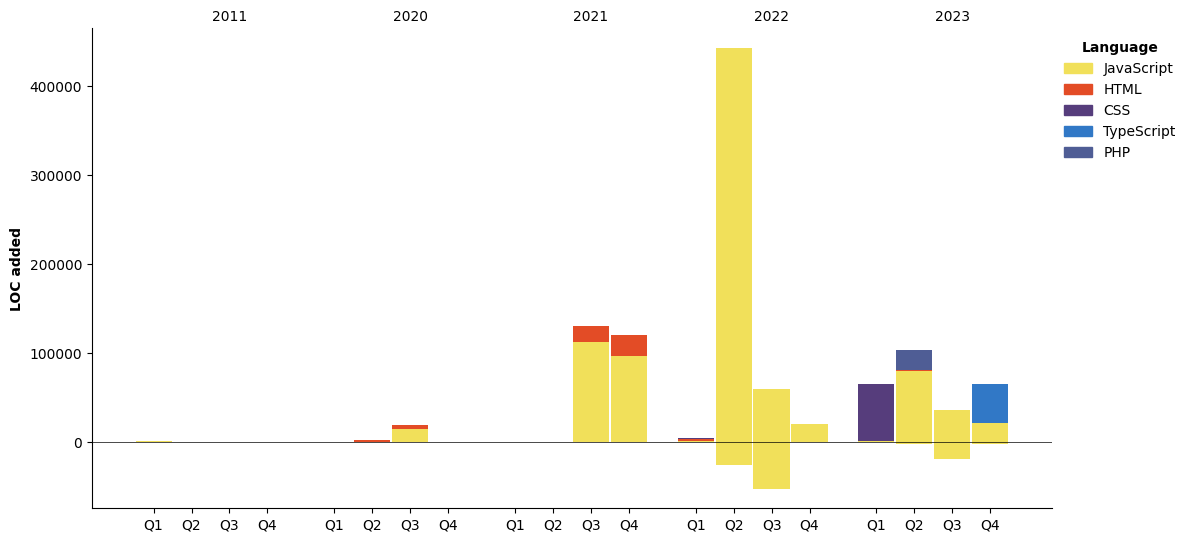 2011 2020 2021 2022 2023
Language
JavaScript
HTML
CSS
TypeScript
PHP
LOC added
400000
300000
200000
100000
0
Q1 Q2 Q3 Q4 Q1 Q2 Q3 Q4 Q1 Q2 Q3 Q4 Q1 Q2 Q3 Q4 Q1 Q2 Q3 Q4